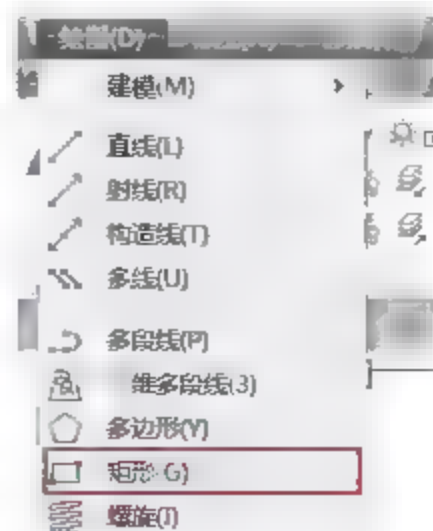 绘图(D)
建模(M)
直线(L)
射线(R)
构造线(T)
多线(U)
多段线(P)
维多段线(3)
多边形(Y)
矩形(G)
螺旋(I)